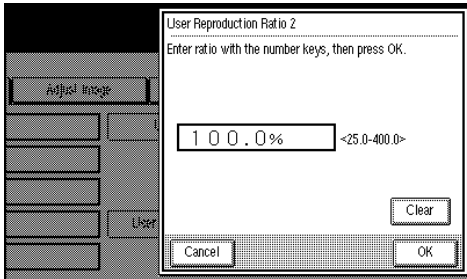 User Reproduction Ratio 2
Enter ratio with the number keys, then press OK.
Adjust Image
100.0% <25.0-400.0>
User
Clear
Cancel OK